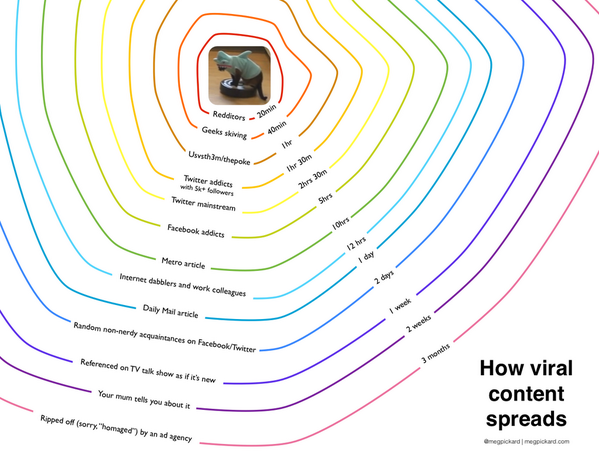 Redditors
20min
Geeks skiving
40min
Usvsth3m/thepoke
1hr
Twitter addicts
with 5k+ followers
1hr 30m
Twitter mainstream
2hrs 30m
Facebook addicts
5hrs
Metro article
10hrs
Internet dabblers and work colleagues
12 hrs
Daily Mail article
1 day
Random non-nerdy acquaintances on Facebook/Twitter
2 days
Referenced on TV talk show as if it's new
1 week
Your mum tells you about it
2 weeks
Ripped off (sorry, "homaged") by an ad agency
3 months
How viral
content
spreads
@megpickard | megpickard.com